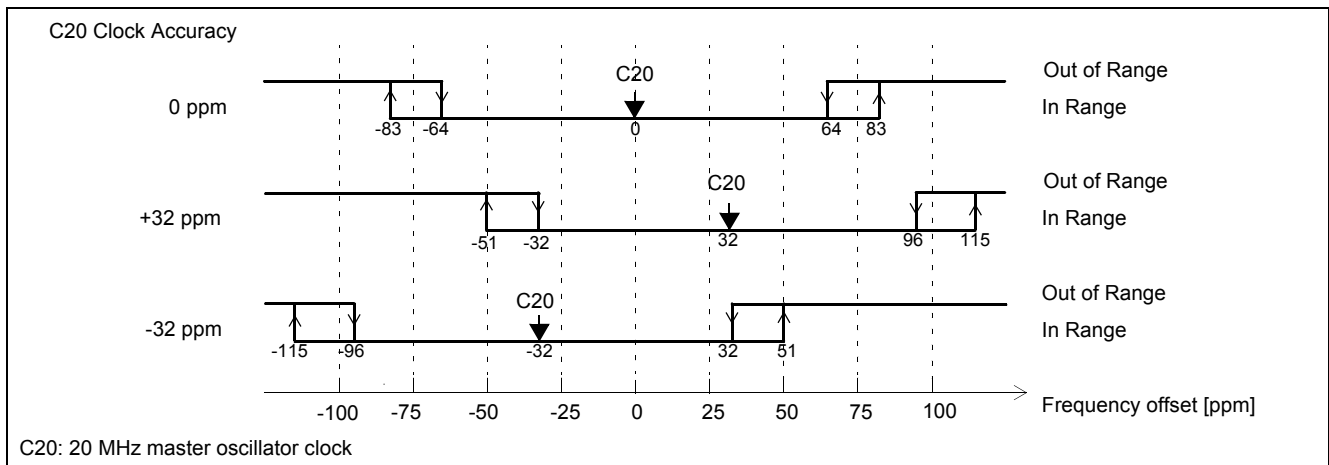 C20 Clock Accuracy
C20
Out of Range
0 ppm
In Range
-83 -64 0 64 83
C20
Out of Range
+32 ppm
In Range
-51 -32 32 96 115
C20
Out of Range
-32 ppm
In Range
-115 -96 -32 32 51
-100 -75 -50 -25 0 25 50 75 100 Frequency offset [ppm]
C20: 20 MHz master oscillator clock